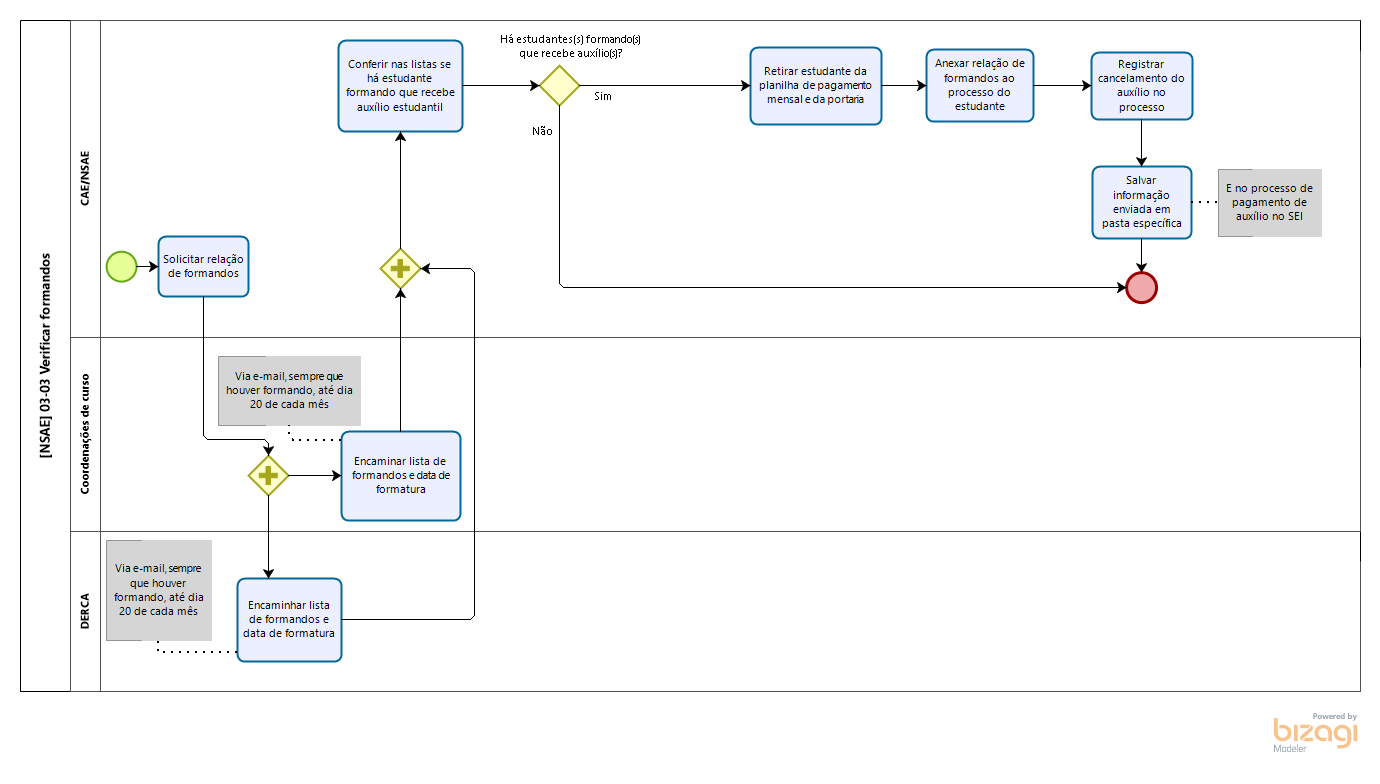 [NSAE] 03-03 Verificar formandos
CAE/NSAE
Solicitar relação
de formandos
Conferir nas listas se
há estudante
formando que recebe
auxílio estudantil
Há estudantes(s) formando(s)
que recebe auxílio(s)?
Sim
Não
Retirar estudante da
planilha de pagamento
mensal e da portaria
Anexar relação de
formandos ao
processo do
estudante
Registrar
cancelamento do
auxílio no
processo
Salvar
informação
enviada em
pasta específica
E no processo de
pagamento de
auxílio no SEI
Coordenações de curso
Via e-mail, sempre que
houver formando, até dia
20 de cada mês
Encaminar lista de
formandos e data de
formatura
DERCA
Via e-mail, sempre
que houver
formando, até dia
20 de cada mês
Encaminhar lista
de formandos e
data de formatura
Powered by
bizagi
Modeler